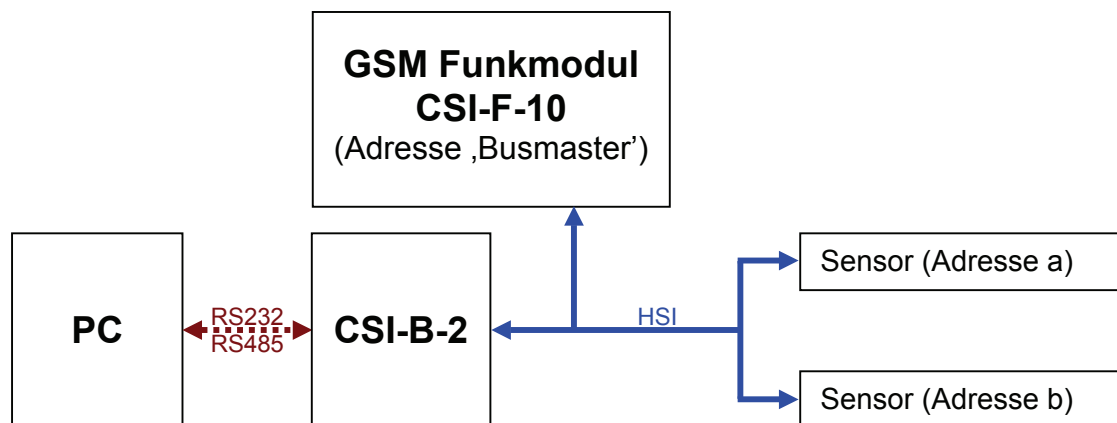 GSM Funkmodul
CSI-F-10
(Adresse ‚Busmaster’)
PC
RS232
RS485
CSI-B-2
HSI
Sensor (Adresse a)
Sensor (Adresse b)